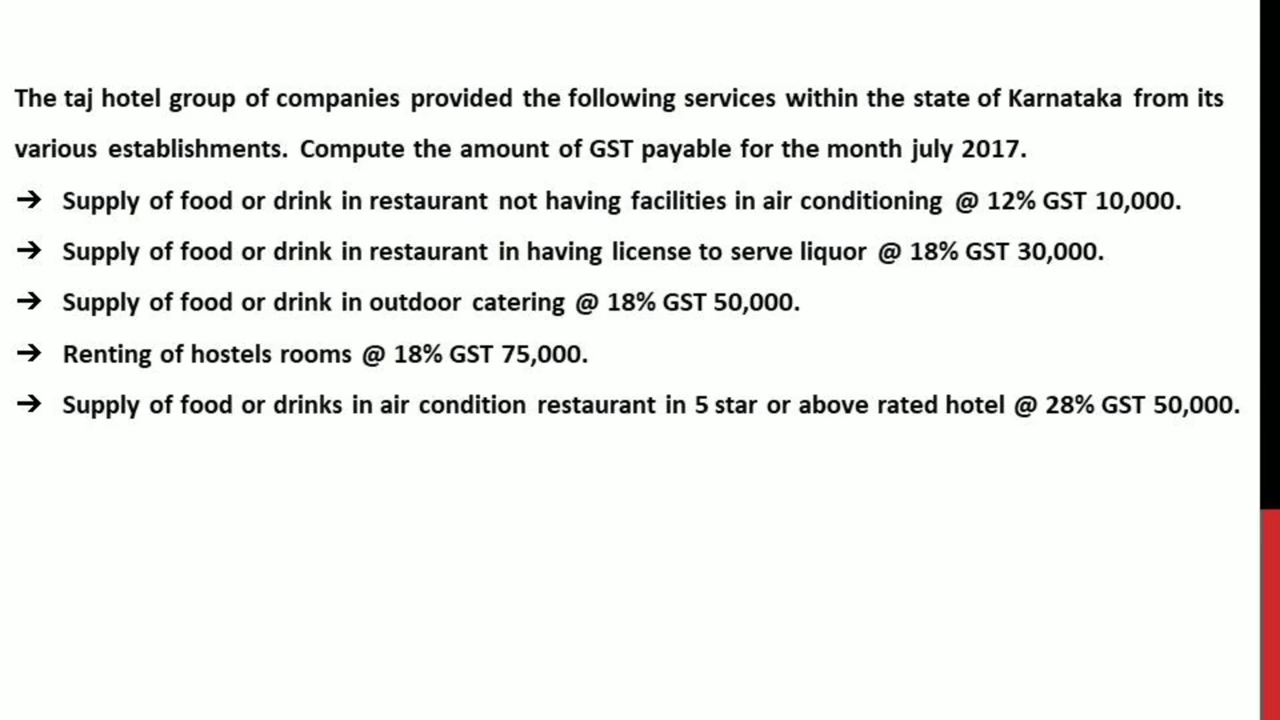 The taj hotel group of companies provided the following services within the state of Karnataka from its
various establishments. Compute the amount of GST payable for the month july 2017.
→ Supply of food or drink in restaurant not having facilities in air conditioning @ 12% GST 10,000.
→ Supply of food or drink in restaurant in having license to serve liquor @ 18% GST 30,000.
→ Supply of food or drink in outdoor catering @ 18% GST 50,000.
→ Renting of hostels rooms @ 18% GST 75,000.
→ Supply of food or drinks in air condition restaurant in 5 star or above rated hotel @ 28% GST 50,000.